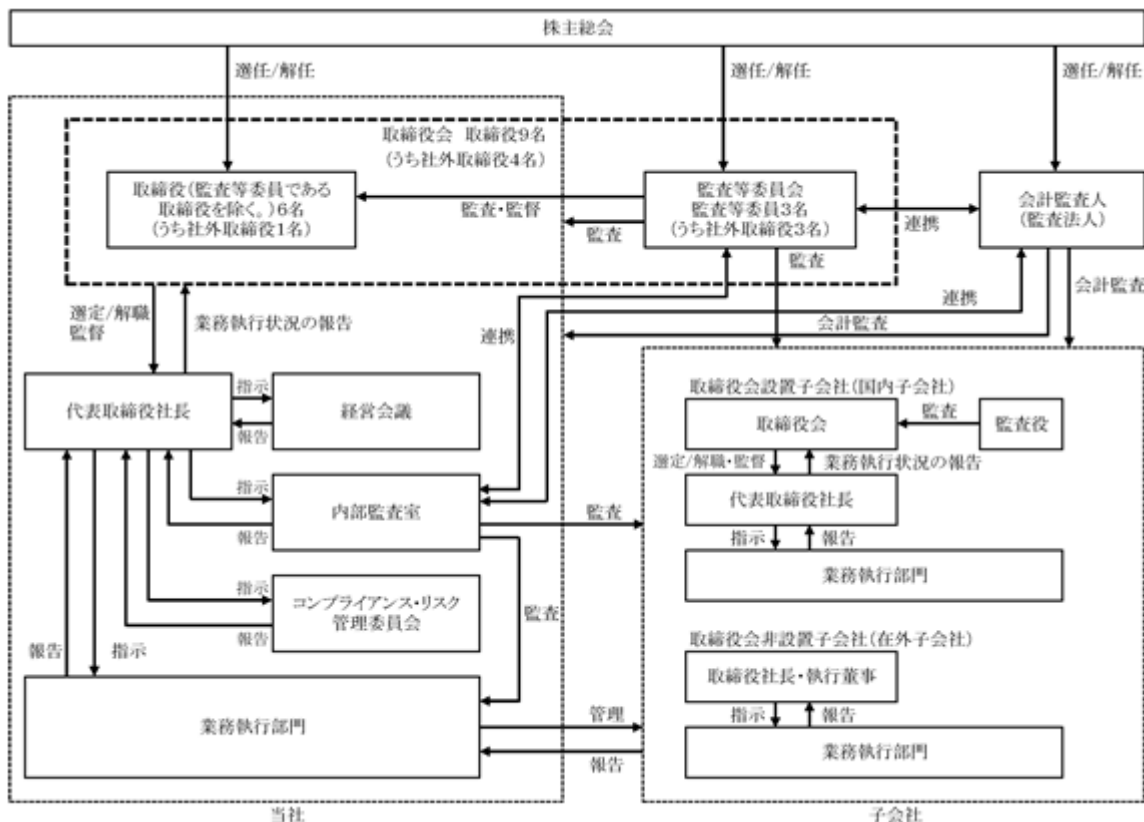 株主総会
選任/解任
選任/解任
選任/解任
取締役会 取締役9名
(うち社外取締役4名)
取締役(監査等委員である
取締役を除く。)6名
(うち社外取締役1名)
監査・監督
監査
監査等委員会
監査等委員3名
(うち社外取締役3名)
連携
会計監査人
(監査法人)
監査
会計監査
選定/解職
監督
業務執行状況の報告
連携
連携
会計監査
代表取締役社長
指示
報告
経営会議
指示
報告
内部監査室
監査
指示
報告
コンプライアンス・リスク
管理委員会
監査
報告
指示
業務執行部門
管理
報告
取締役会設置子会社(国内子会社)
取締役会
監査
監査役
選定/解職・監督
業務執行状況の報告
代表取締役社長
指示
報告
業務執行部門
取締役会非設置子会社(在外子会社)
取締役社長・執行董事
指示
報告
業務執行部門
当社
子会社